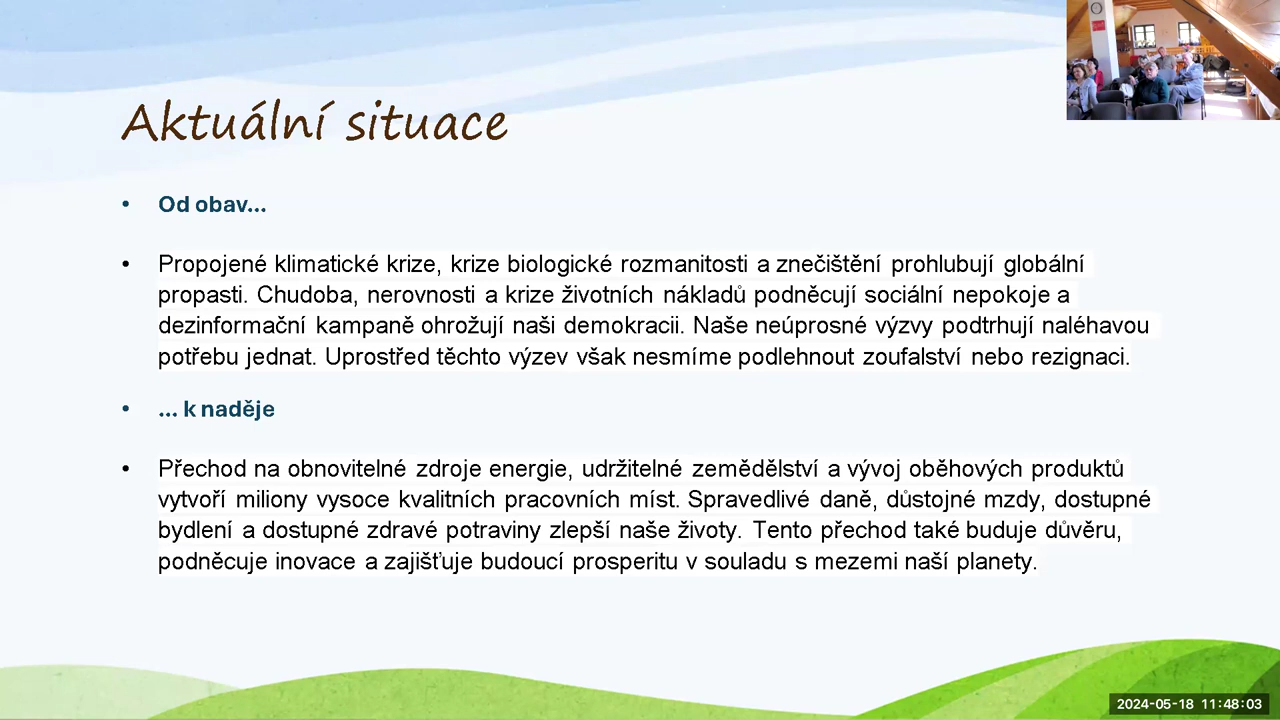 Aktuální situace
• Od obav...
• Propojené klimatické krize, krize biologické rozmanitosti a znečištění prohlubují globální
propasti. Chudoba, nerovnosti a krize životních nákladů podněcují sociální nepokoje a
dezinformační kampaně ohrožují naši demokracii. Naše neúprosné výzvy podtrhují naléhavou
potřebu jednat. Uprostřed těchto výzev však nesmíme podlehnout zoufalství nebo rezignaci.
• ... k naděje
• Přechod na obnovitelné zdroje energie, udržitelné zemědělství a vývoj oběhových produktů
vytvoří miliony vysoce kvalitních pracovních míst. Spravedlivé daně, důstojné mzdy, dostupné
bydlení a dostupné zdravé potraviny zlepší naše životy. Tento přechod také buduje důvěru,
podněcuje inovace a zajišťuje budoucí prosperitu v souladu s mezemi naší planety.
2024-05-18 11:48:03